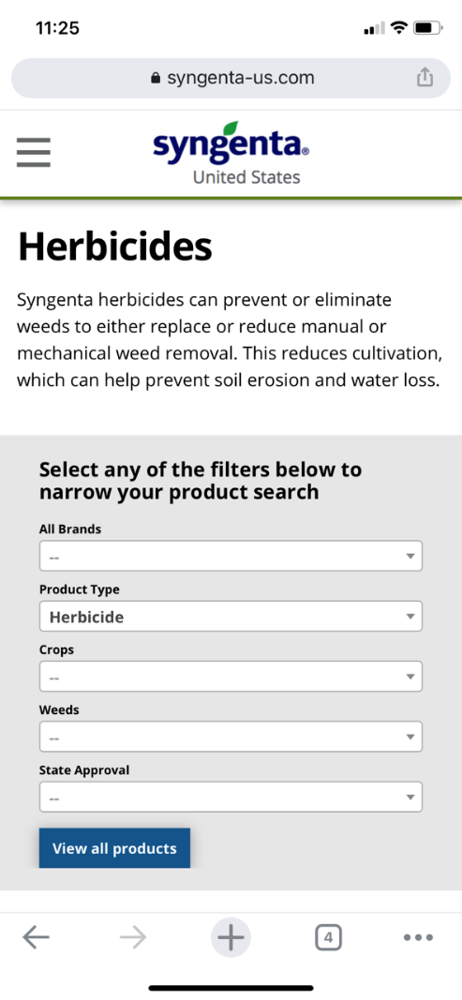 11:25
syngenta-us.com
syngenta®
United States
Herbicides
Syngenta herbicides can prevent or eliminate
weeds to either replace or reduce manual or
mechanical weed removal. This reduces cultivation,
which can help prevent soil erosion and water loss.
Select any of the filters below to
narrow your product search
All Brands
--
Product Type
Herbicide
Crops
--
Weeds
--
State Approval
--
View all products
4